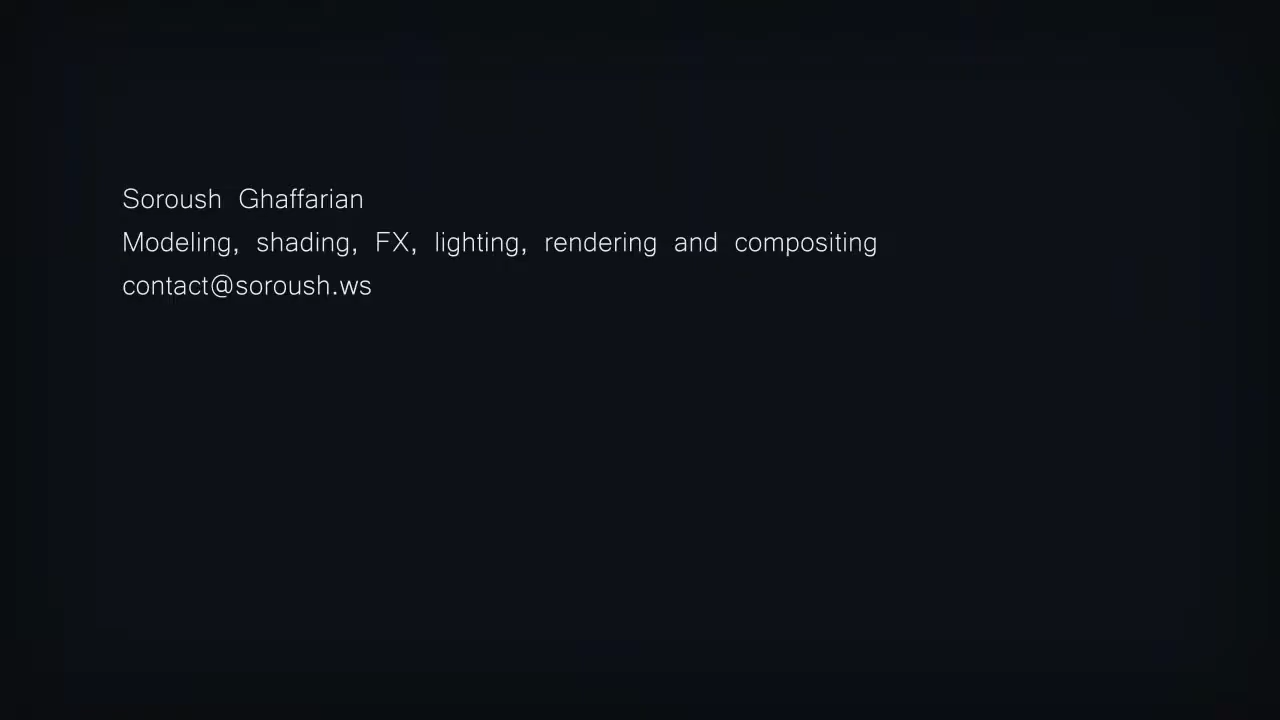 Soroush Ghaffarian
Modeling, shading, FX, lighting, rendering and compositing
contact@soroush.ws